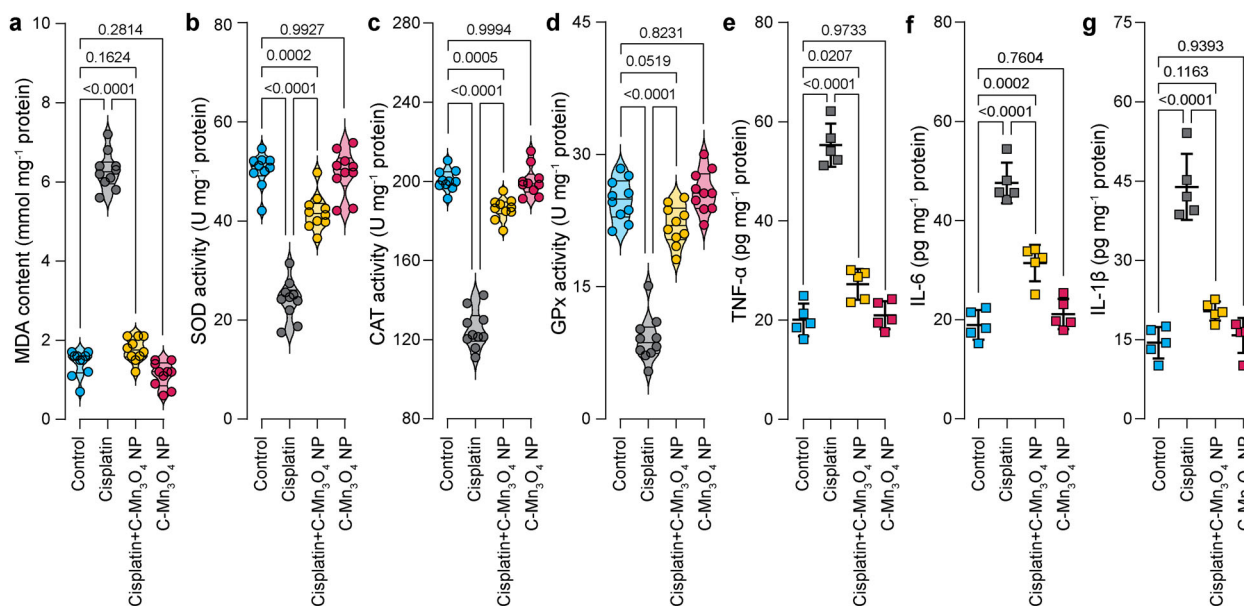 a
0.2814
0.1624
<0.0001
10
8
6
4
2
0
MDA content (mmol mg⁻¹ protein)
Control
Cisplatin
Cisplatin+C-Mn₃O₄ NP
C-Mn₃O₄ NP
b
0.9927
0.0002
<0.0001
80
60
40
20
0
SOD activity (U mg⁻¹ protein)
Control
Cisplatin
Cisplatin+C-Mn₃O₄ NP
C-Mn₃O₄ NP
c
0.9994
0.0005
<0.0001
280
240
200
160
120
80
CAT activity (U mg⁻¹ protein)
Control
Cisplatin
Cisplatin+C-Mn₃O₄ NP
C-Mn₃O₄ NP
d
0.8231
0.0519
<0.0001
45
30
15
0
GPx activity (U mg⁻¹ protein)
Control
Cisplatin
Cisplatin+C-Mn₃O₄ NP
C-Mn₃O₄ NP
e
0.9733
0.0207
<0.0001
80
60
40
20
0
TNF-α (pg mg⁻¹ protein)
Control
Cisplatin
Cisplatin+C-Mn₃O₄ NP
C-Mn₃O₄ NP
f
0.7604
0.0002
<0.0001
80
60
40
20
0
IL-6 (pg mg⁻¹ protein)
Control
Cisplatin
Cisplatin+C-Mn₃O₄ NP
C-Mn₃O₄ NP
g
0.9393
0.1163
<0.0001
75
60
45
30
15
0
IL-1β (pg mg⁻¹ protein)
Control
Cisplatin
Cisplatin+C-Mn₃O₄ NP